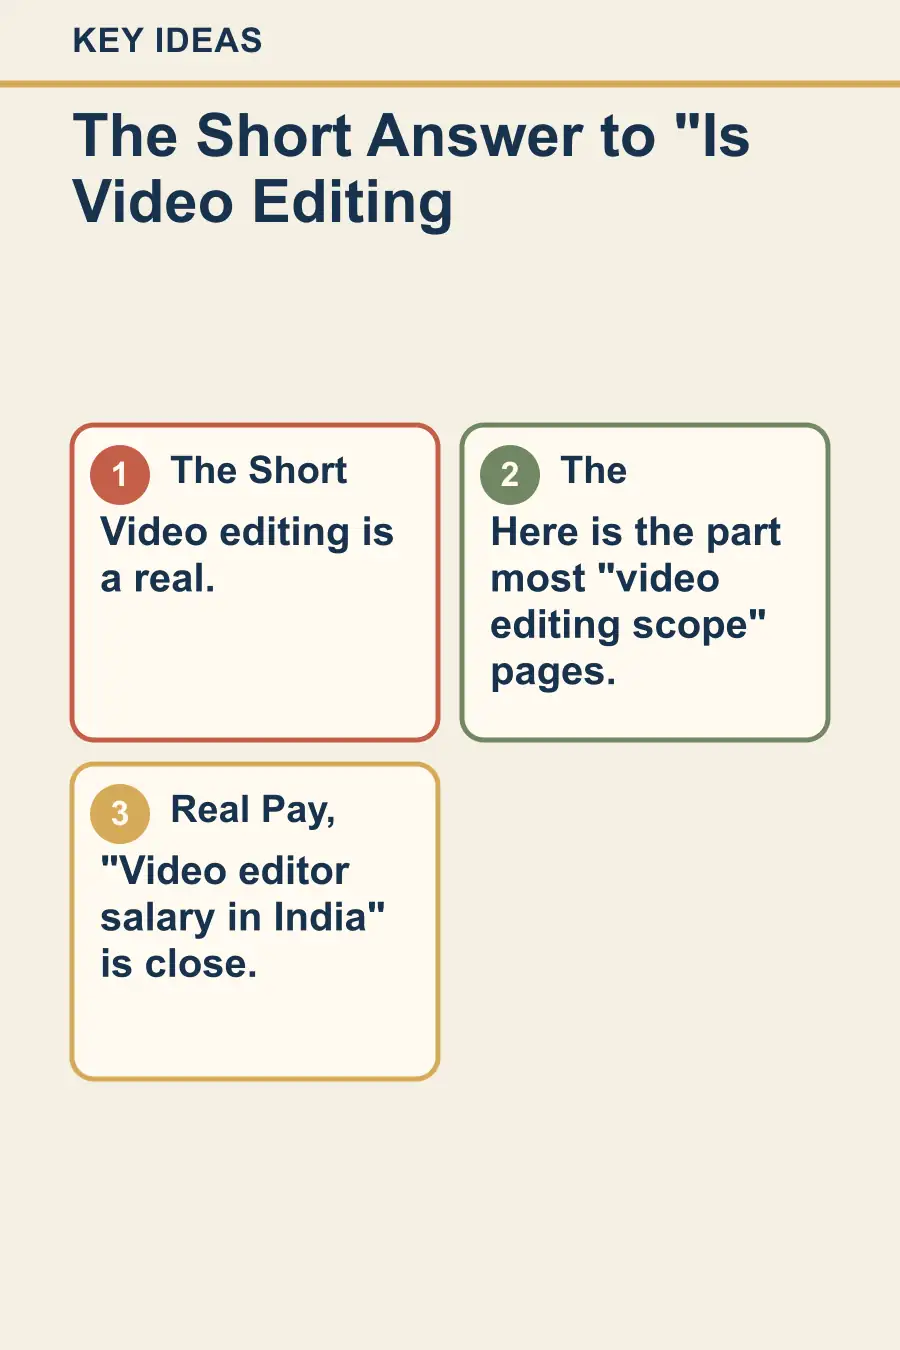 KEY IDEAS
The Short Answer to "Is
Video Editing
1 The Short
Video editing is
a real.
2 The
Here is the part
most "video
editing scope"
pages.
3 Real Pay,
"Video editor
salary in India"
is close.